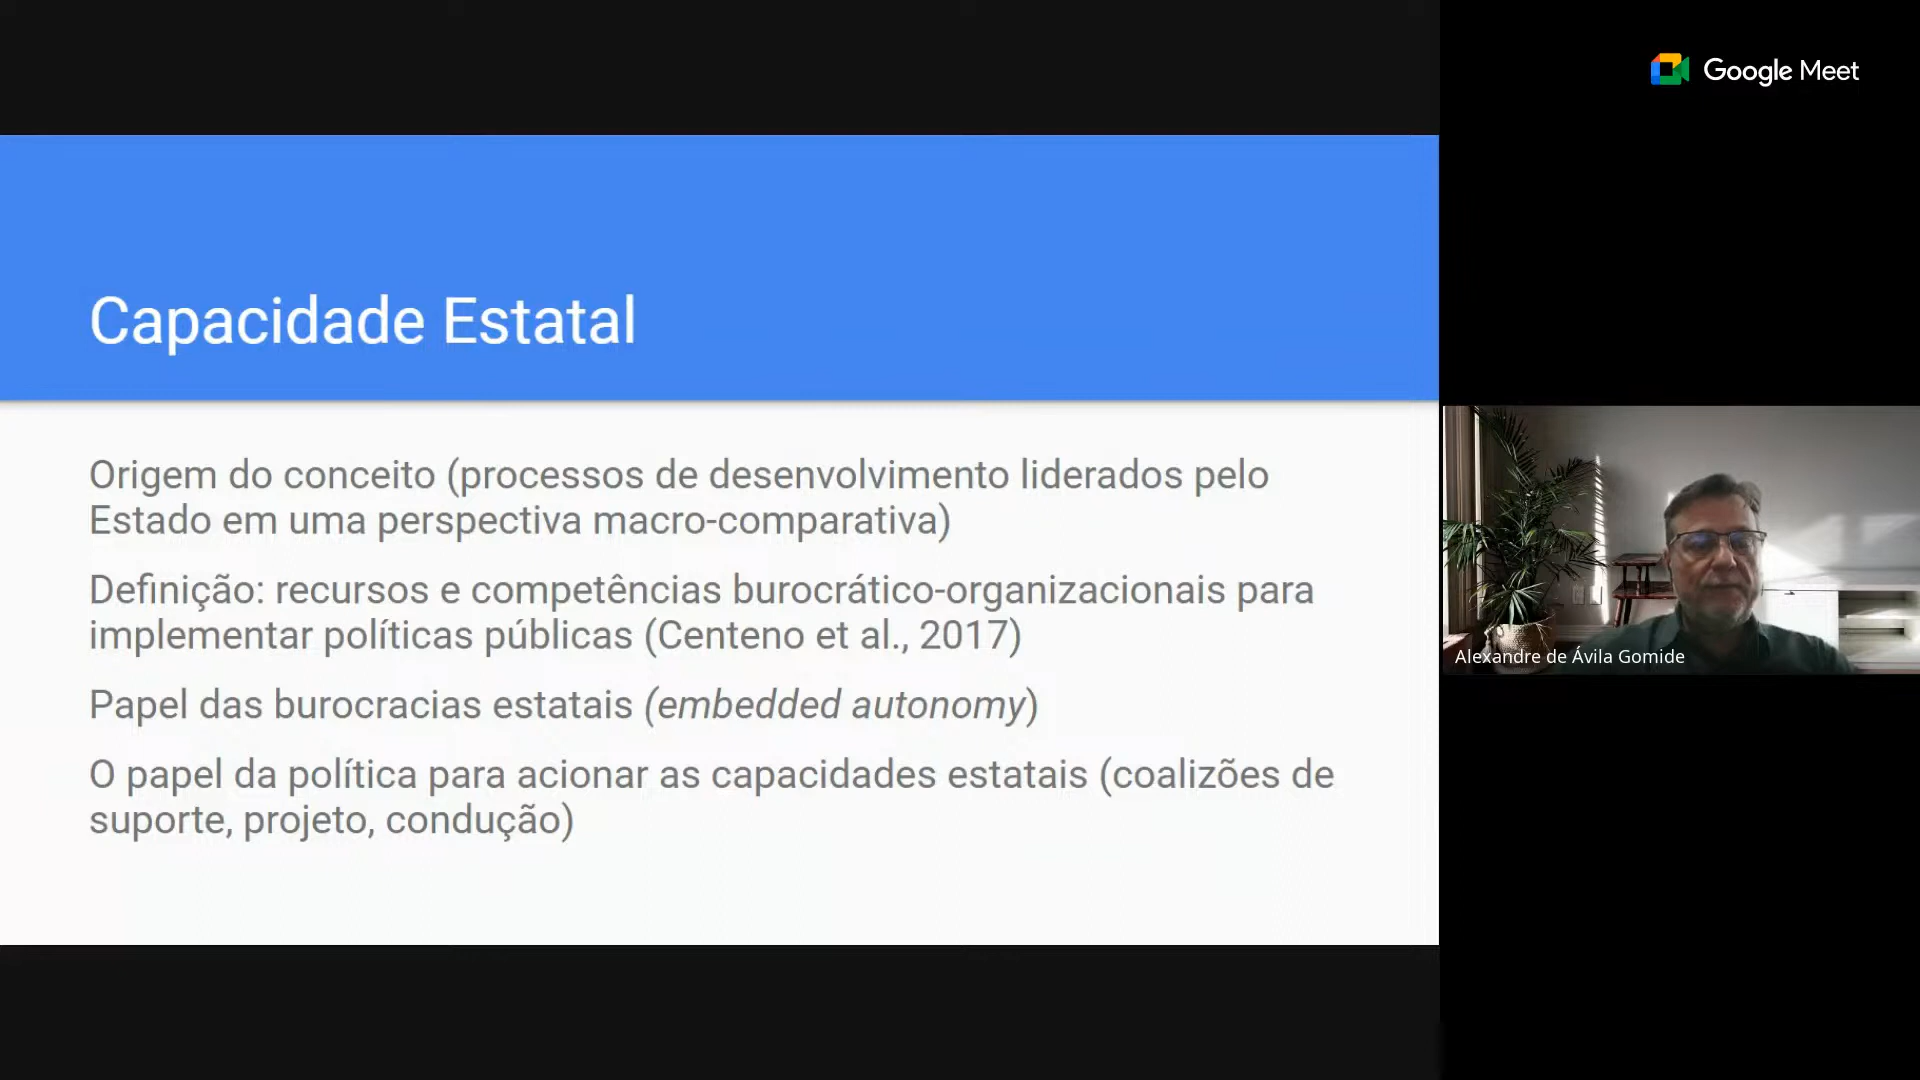 Google Meet
Capacidade Estatal
Origem do conceito (processos de desenvolvimento liderados pelo
Estado em uma perspectiva macro-comparativa)
Definição: recursos e competências burocrático-organizacionais para
implementar políticas públicas (Centeno et al., 2017)
Papel das burocracias estatais (embedded autonomy)
O papel da política para acionar as capacidades estatais (coalizões de
suporte, projeto, condução)
Alexandre de Ávila Gomide